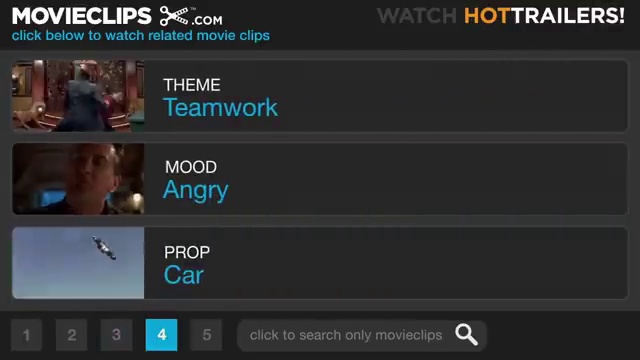 MOVIECLIPS .COM
WATCH HOTTRAILERS!
click below to watch related movie clips
THEME
Teamwork
MOOD
Angry
PROP
Car
1 2 3 4 5 click to search only movieclips